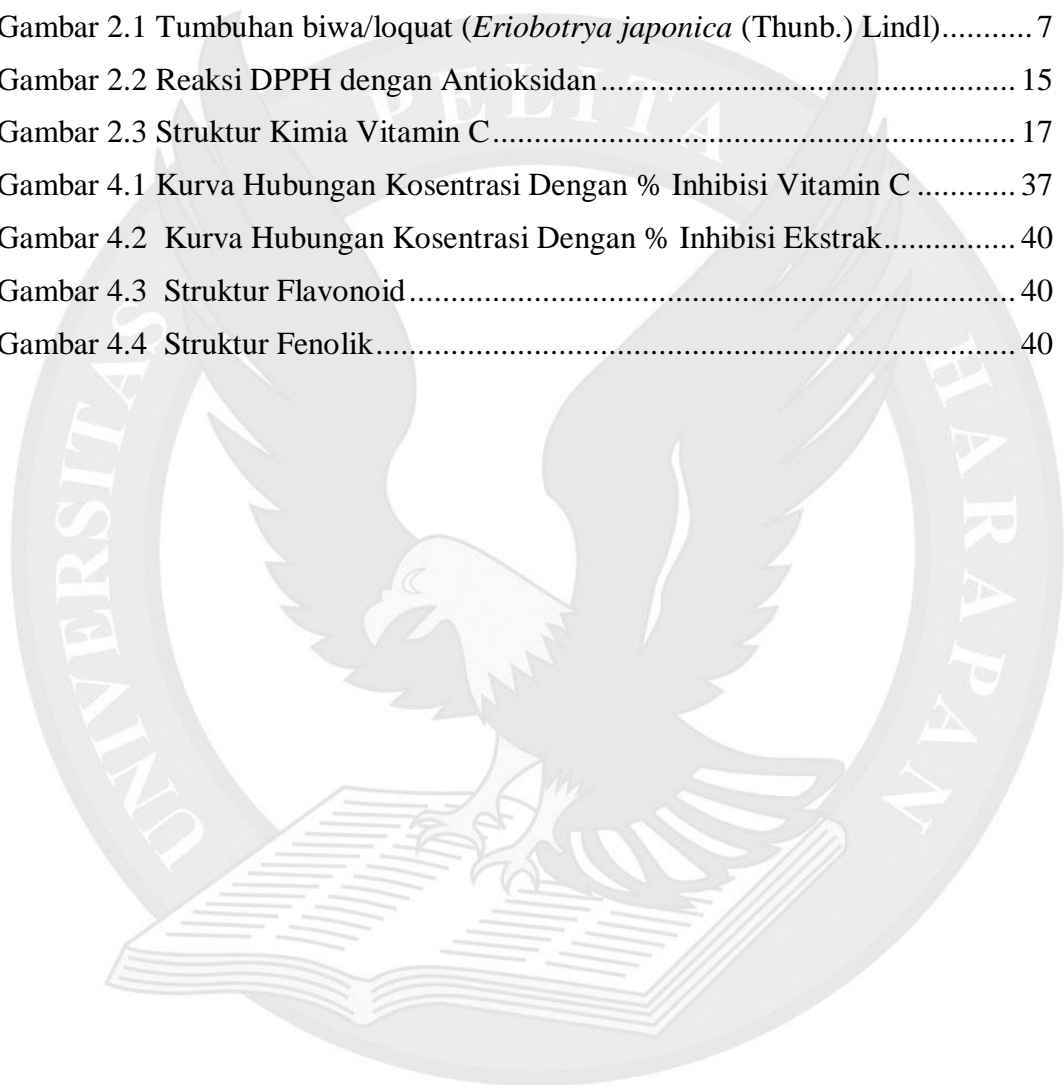 Gambar 2.1 Tumbuhan biwa/loquat (Eriobotrya japonica (Thunb.) Lindl)...........7
Gambar 2.2 Reaksi DPPH dengan Antioksidan............................................... 15
Gambar 2.3 Struktur Kimia Vitamin C............................................................ 17
Gambar 4.1 Kurva Hubungan Kosentrasi Dengan % Inhibisi Vitamin C ............ 37
Gambar 4.2 Kurva Hubungan Kosentrasi Dengan % Inhibisi Ekstrak............... 40
Gambar 4.3 Struktur Flavonoid..................................................................... 40
Gambar 4.4 Struktur Fenolik......................................................................... 40
UNIVERSITAS PELITA HARAPAN